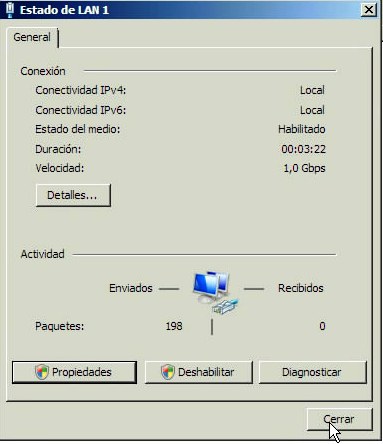 Estado de LAN 1
General
Conexión
Conectividad IPv4: Local
Conectividad IPv6: Local
Estado del medio: Habilitado
Duración: 00:03:22
Velocidad: 1,0 Gbps
Detalles...
Actividad
Enviados — — Recibidos
Paquetes: 198 | 0
Propiedades Deshabilitar Diagnosticar
Cerrar